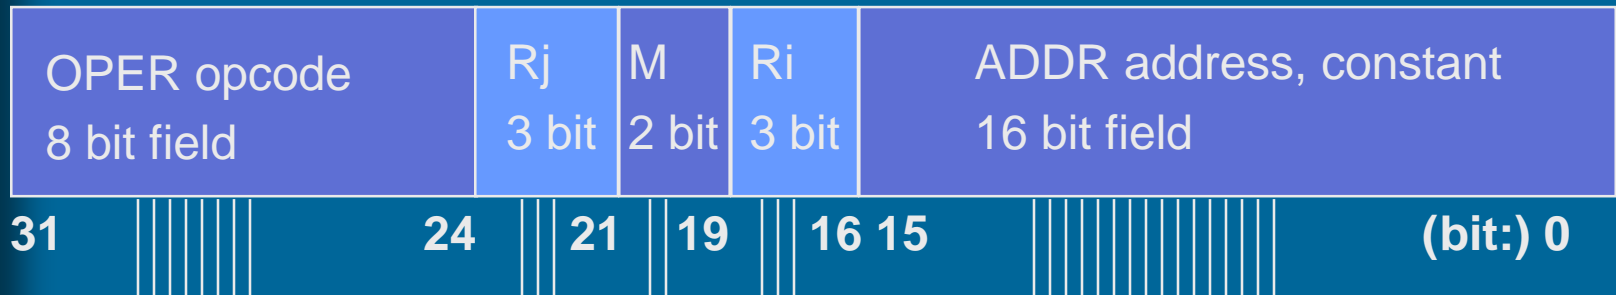 OPER opcode
8 bit field
Rj
3 bit
M
2 bit
Ri
3 bit
ADDR address, constant
16 bit field
31 24 21 19 16 15 (bit:) 0